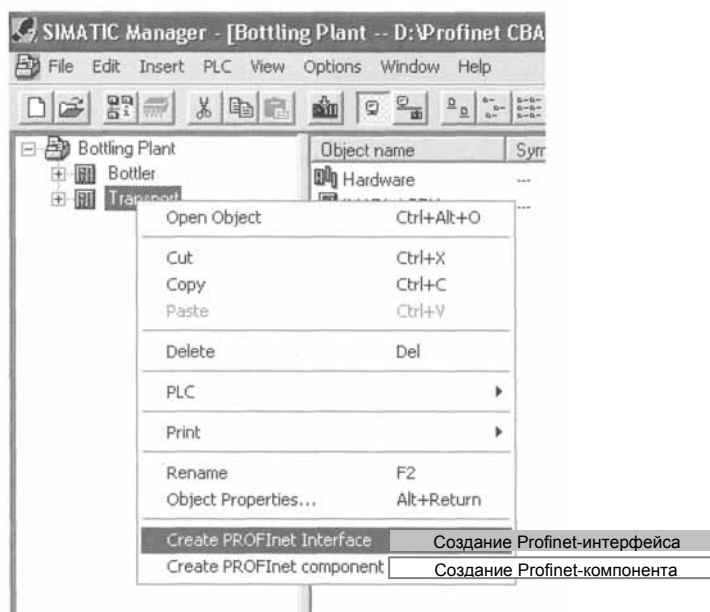 SIMATIC Manager - [Bottling Plant -- D:\Profinet CBA
File Edit Insert PLC View Options Window Help
Bottling Plant
Object name Sym
Bottler
Hardware ---
Transport
---
Open Object Ctrl+Alt+O
Cut Ctrl+X
Copy Ctrl+C
Paste Ctrl+V
Delete Del
PLC
Print
Rename F2
Object Properties... Alt+Return
Create PROFInet Interface Создание Profinet-интерфейса
Create PROFInet component Создание Profinet-компонента